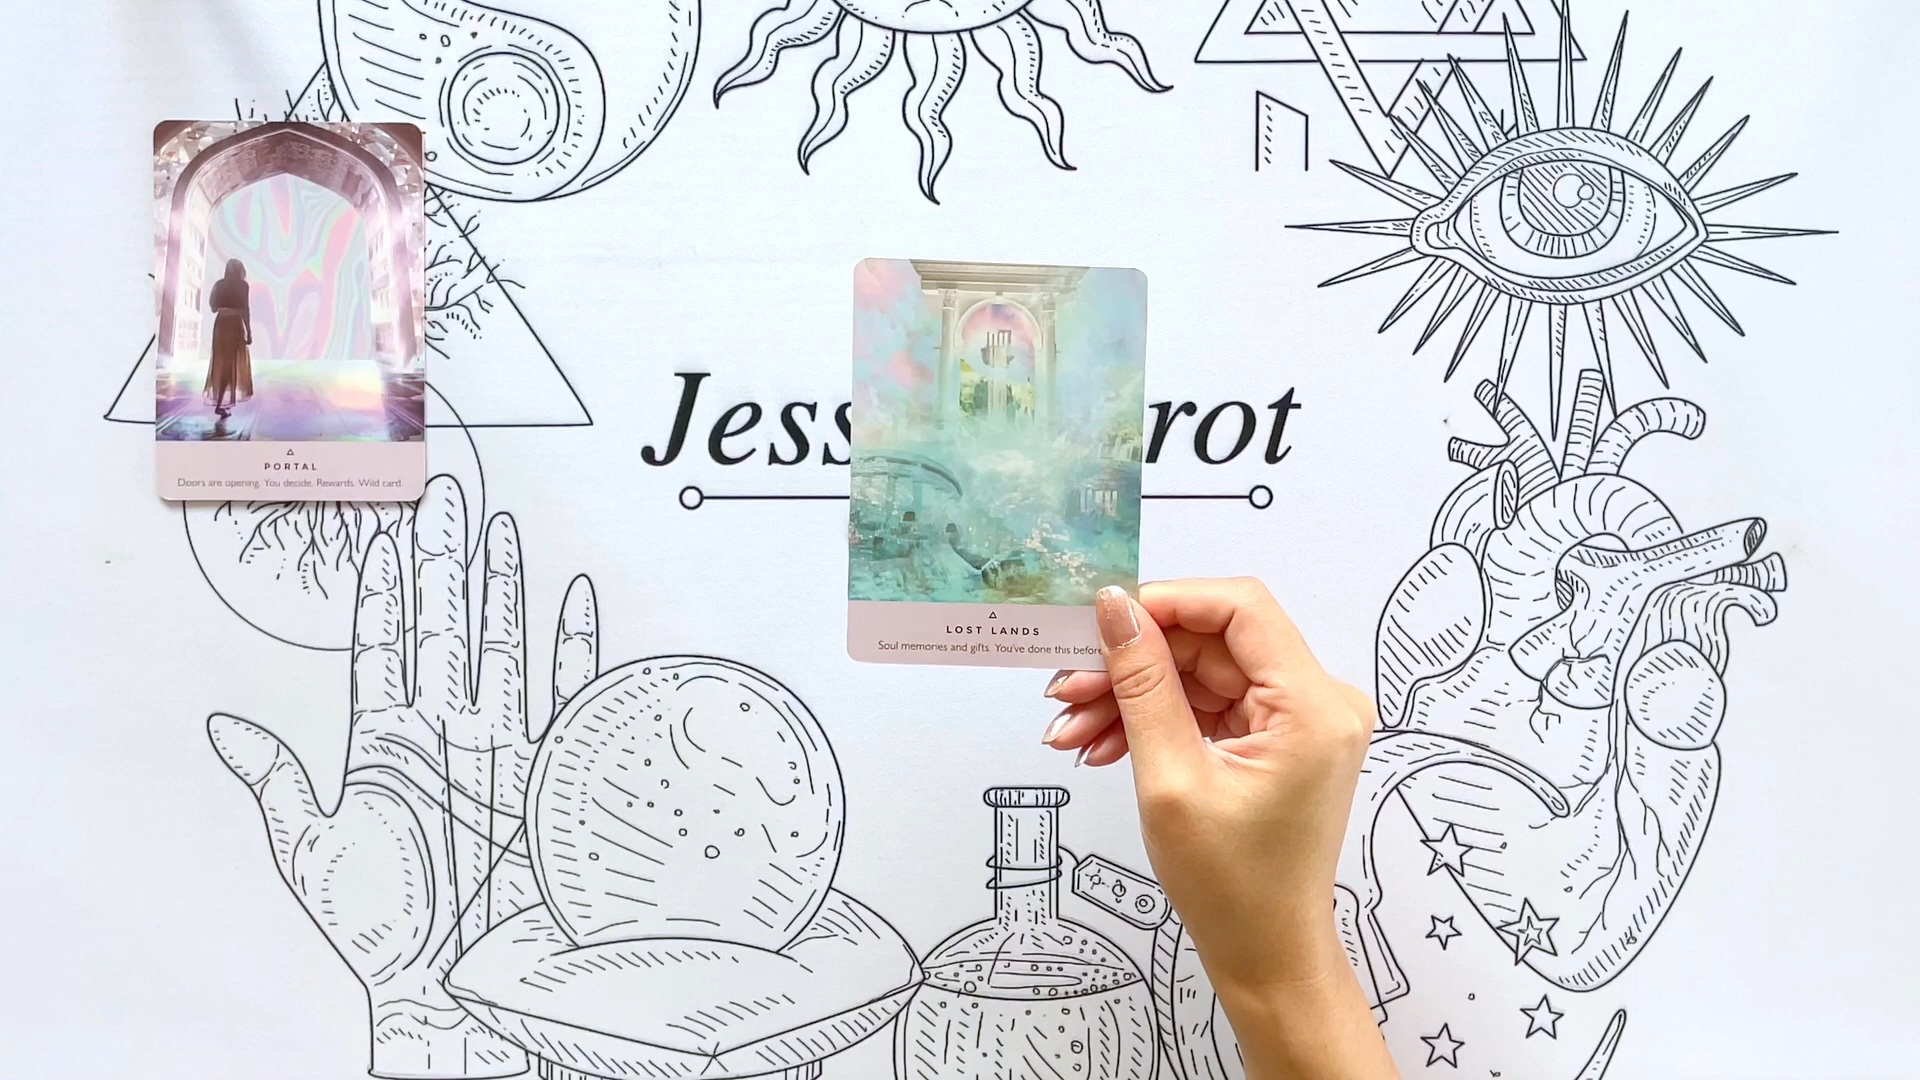 PORTAL
Doors are opening. You decide. Rewards. Wild card.
Jess rot
LOST LANDS
Soul memories and gifts. You've done this before